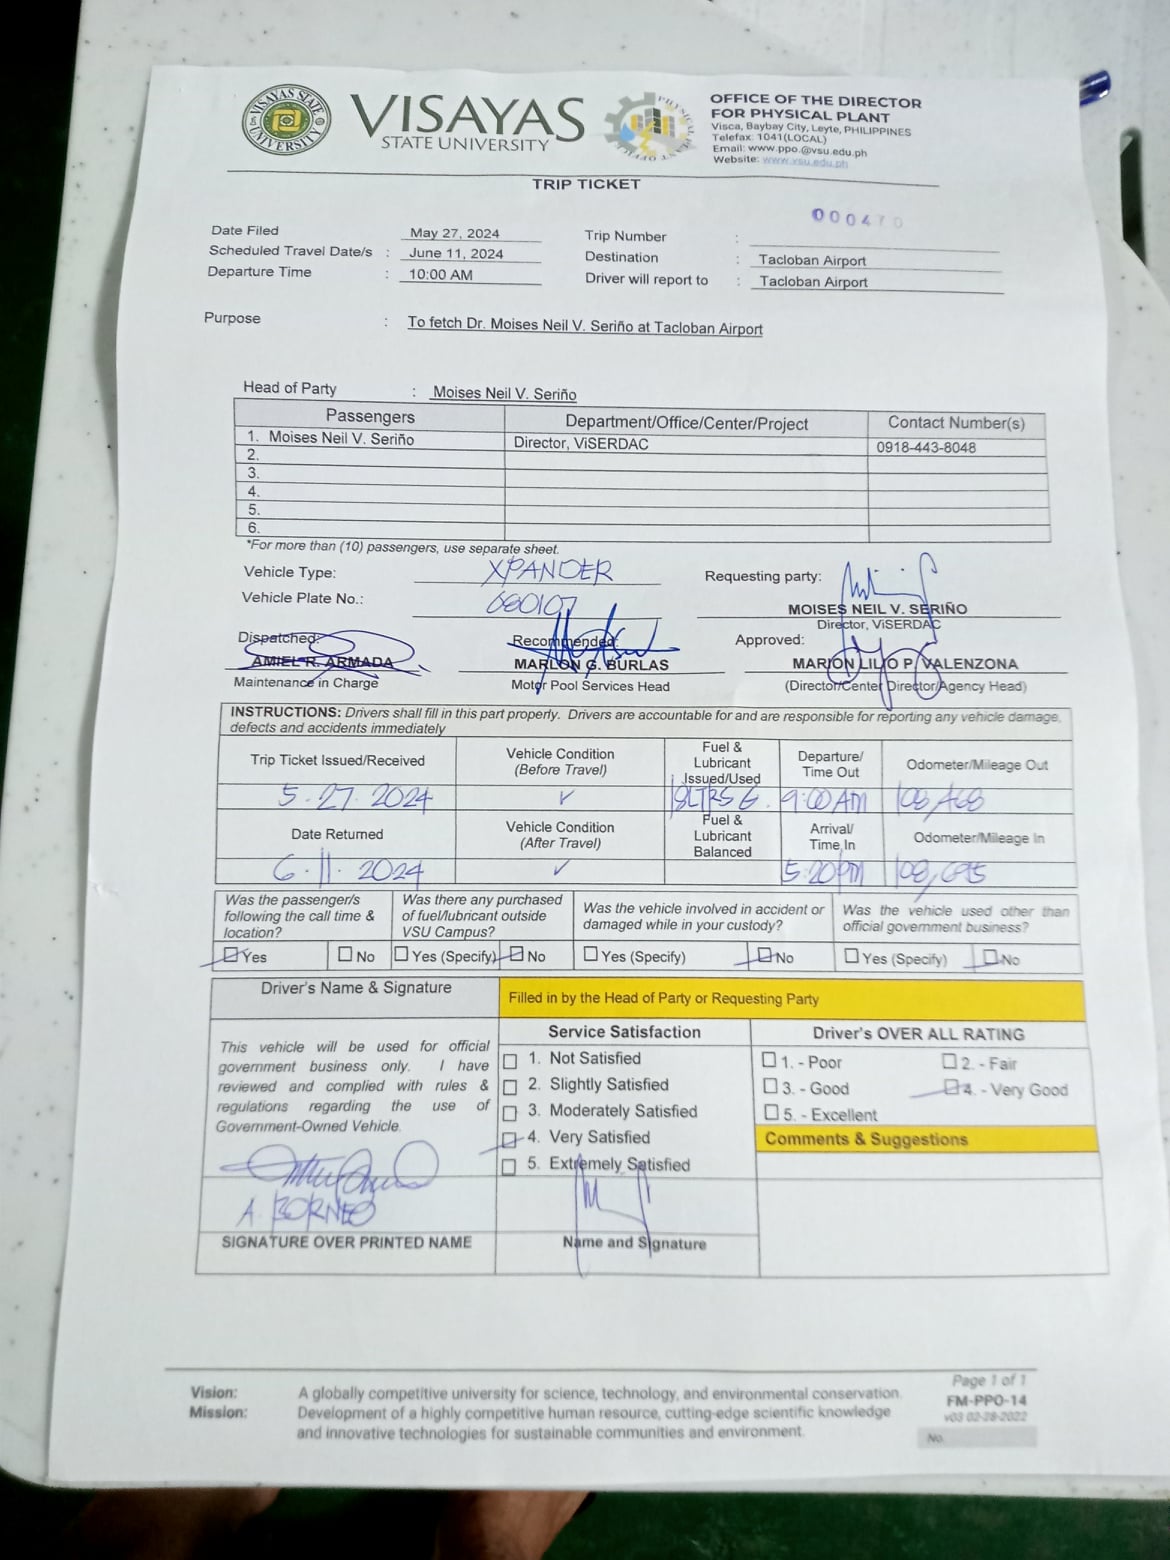 VISAYAS STATE UNIVERSITY
VISAYAS
STATE UNIVERSITY
OFFICE OF THE DIRECTOR
FOR PHYSICAL PLANT
Visca, Baybay City, Leyte, PHILIPPINES
Telefax: 1041(LOCAL)
Email: www.ppo.@vsu.edu.ph
Website: www.vsu.edu.ph
TRIP TICKET
000470
Date Filed May 27, 2024 Trip Number :
Scheduled Travel Date/s : June 11, 2024 Destination : Tacloban Airport
Departure Time : 10:00 AM Driver will report to : Tacloban Airport
Purpose : To fetch Dr. Moises Neil V. Seriño at Tacloban Airport
Head of Party : Moises Neil V. Seriño
Passengers Department/Office/Center/Project Contact Number(s)
1. Moises Neil V. Seriño Director, ViSERDAC 0918-443-8048
2.
3.
4.
5.
6.
*For more than (10) passengers, use separate sheet.
Vehicle Type: XPANDER Requesting party:
Vehicle Plate No.: 680107 MOISES NEIL V. SERIÑO
Director, ViSERDAC
Dispatched: Recommended: Approved:
AMIEL R. ARMADA MARLON G. BURLAS MARION LILIO P. VALENZONA
Maintenance in Charge Motor Pool Services Head (Director/Center Director/Agency Head)
INSTRUCTIONS: Drivers shall fill in this part properly. Drivers are accountable for and are responsible for reporting any vehicle damage,
defects and accidents immediately
Trip Ticket Issued/Received Vehicle Condition (Before Travel) Fuel & Lubricant Issued/Used Departure/ Time Out Odometer/Mileage Out
5-27-2024 ✓ 18LTRS G. 9:00 AM 108,468
Date Returned Vehicle Condition (After Travel) Fuel & Lubricant Balanced Arrival/ Time In Odometer/Mileage In
6-11-2024 ✓ 5:20PM 108,695
Was the passenger/s following the call time & location? Was there any purchased of fuel/lubricant outside VSU Campus? Was the vehicle involved in accident or damaged while in your custody? Was the vehicle used other than official government business?
Yes No Yes (Specify) No Yes (Specify) No Yes (Specify) No
Driver's Name & Signature Filled in by the Head of Party or Requesting Party
This vehicle will be used for official
government business only. I have
reviewed and complied with rules &
regulations regarding the use of
Government-Owned Vehicle.
A. BORNEO
SIGNATURE OVER PRINTED NAME
Service Satisfaction
1. Not Satisfied
2. Slightly Satisfied
3. Moderately Satisfied
4. Very Satisfied
5. Extremely Satisfied
Name and Signature
Driver's OVER ALL RATING
1. - Poor 2. - Fair
3. - Good 4. - Very Good
5. - Excellent
Comments & Suggestions
Vision: A globally competitive university for science, technology, and environmental conservation.
Mission: Development of a highly competitive human resource, cutting-edge scientific knowledge
and innovative technologies for sustainable communities and environment.
Page 1 of 1
FM-PPO-14
v03 02-28-2022
No.